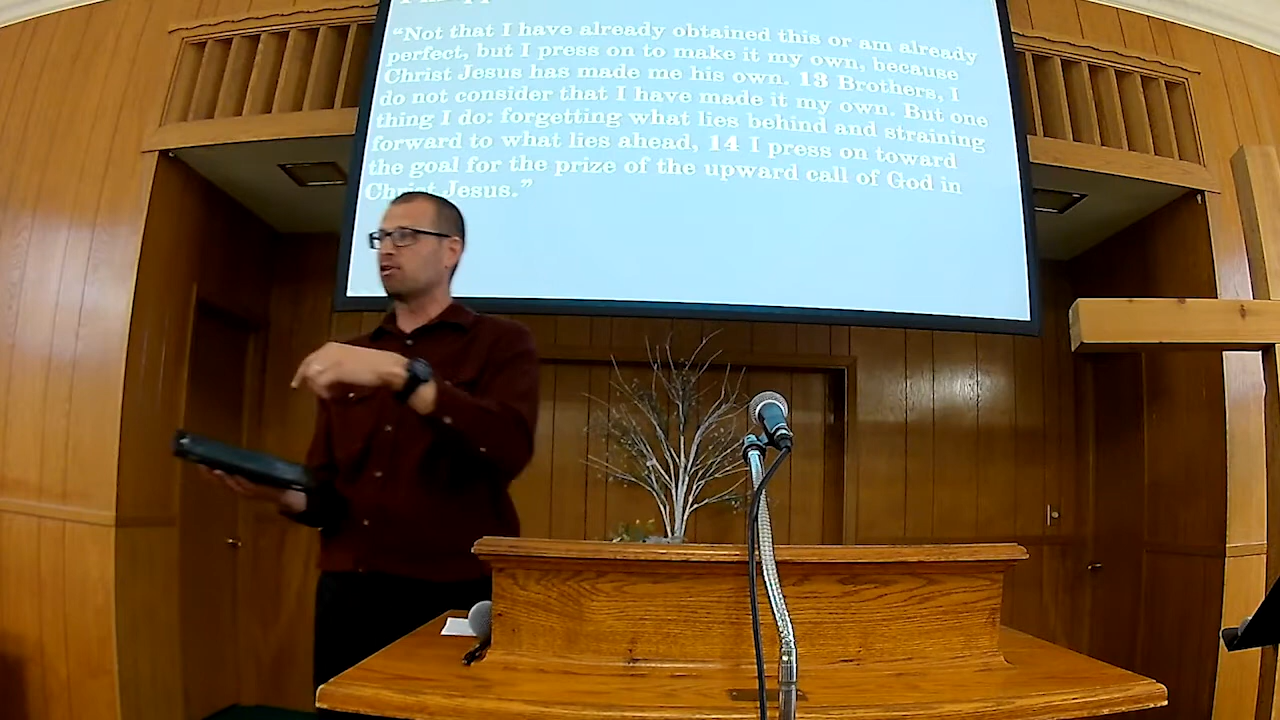 “Not that I have already obtained this or am already
perfect, but I press on to make it my own, because
Christ Jesus has made me his own. 13 Brothers, I
do not consider that I have made it my own. But one
thing I do: forgetting what lies behind and straining
forward to what lies ahead, 14 I press on toward
the goal for the prize of the upward call of God in
Christ Jesus.”